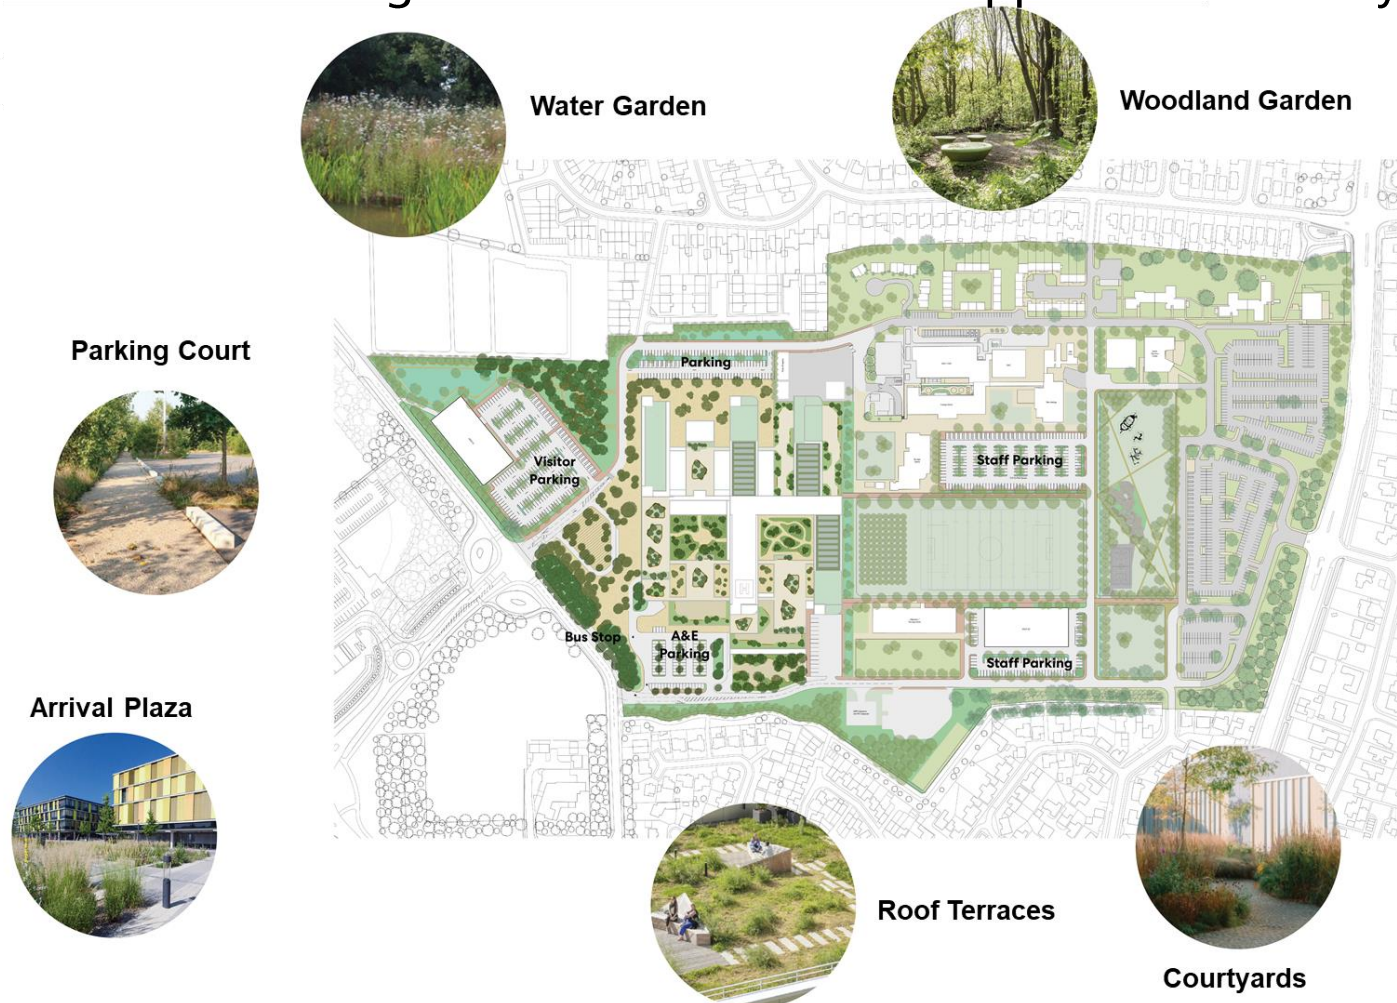 Water Garden
Woodland Garden
Parking Court
Parking
Visitor
Parking
Staff Parking
Bus Stop
A&E
Parking
Staff Parking
H
Arrival Plaza
Roof Terraces
Courtyards